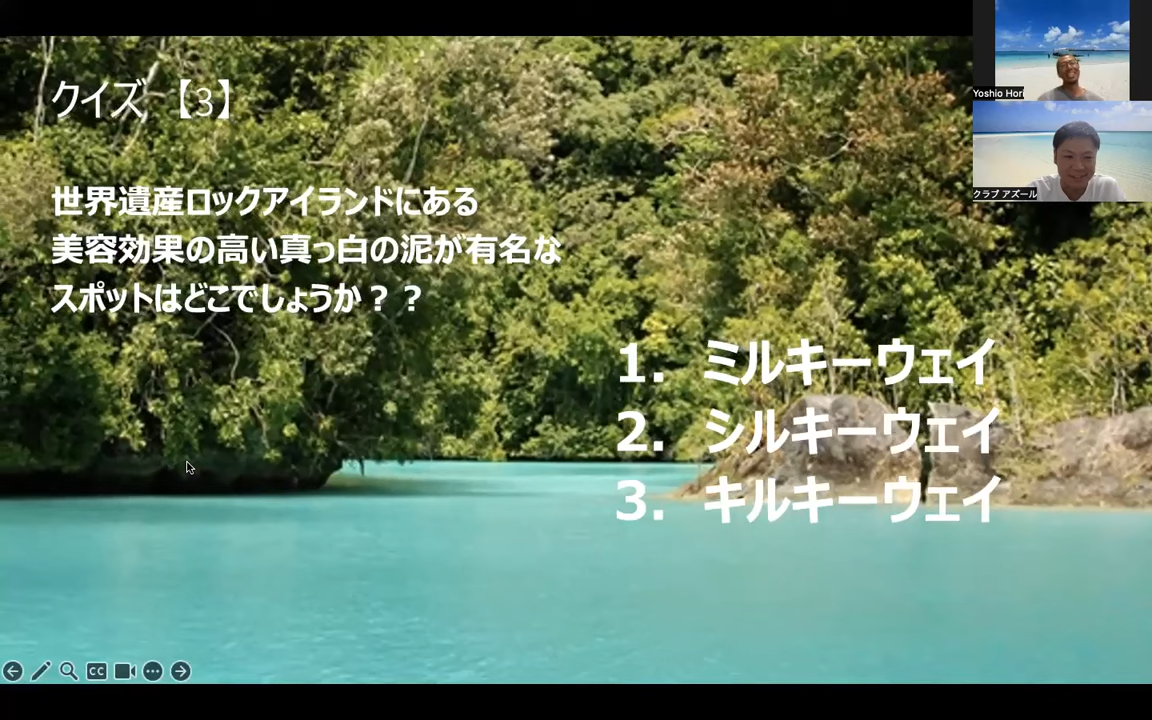 クイズ 【3】
世界遺産ロックアイランドにある
美容効果の高い真っ白の泥が有名な
スポットはどこでしょうか？？
1. ミルキーウェイ
2. シルキーウェイ
3. キルキーウェイ
Yoshio Hori
クラブ アズール
CC